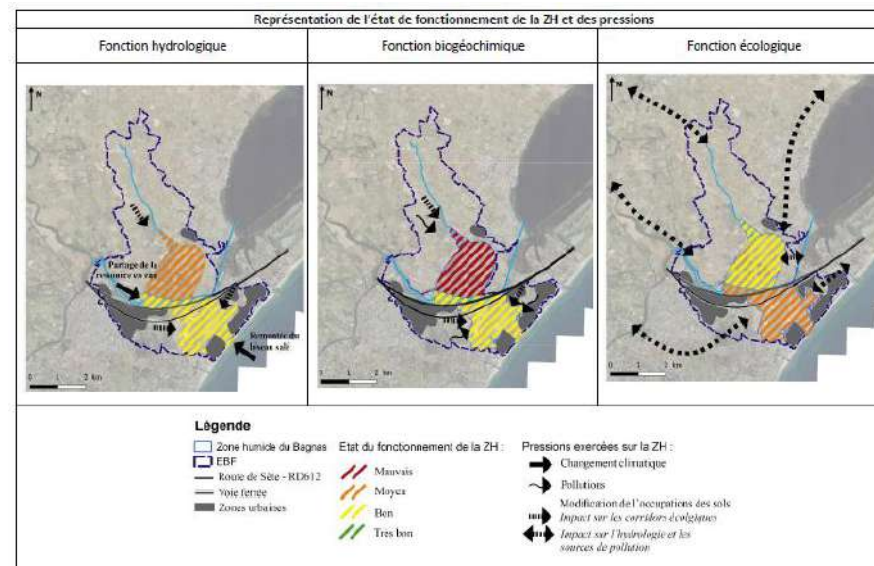 Représentation de l'état de fonctionnement de la ZH et des pressions
Fonction hydrologique
Fonction biogéochimique
Fonction écologique
N
Partage de la
ressource en eau
Remontée du
biseau salé
0 1 2 km
N
0 1 2 km
N
0 1 2 km
Lègende
Zone humide du Bagnas
EBF
Route de Sète - RD612
Voie ferrée
Zones urbaines
Etat du fonctionnement de la ZH :
Mauvais
Moyen
Bon
Tres bon
Pressions exercées sur la ZH :
Changement climatique
Pollutions
Modification de l'occupations des sols
Impact sur les corridors écolgiques
Impact sur l'hydrologie et les
sources de pollution